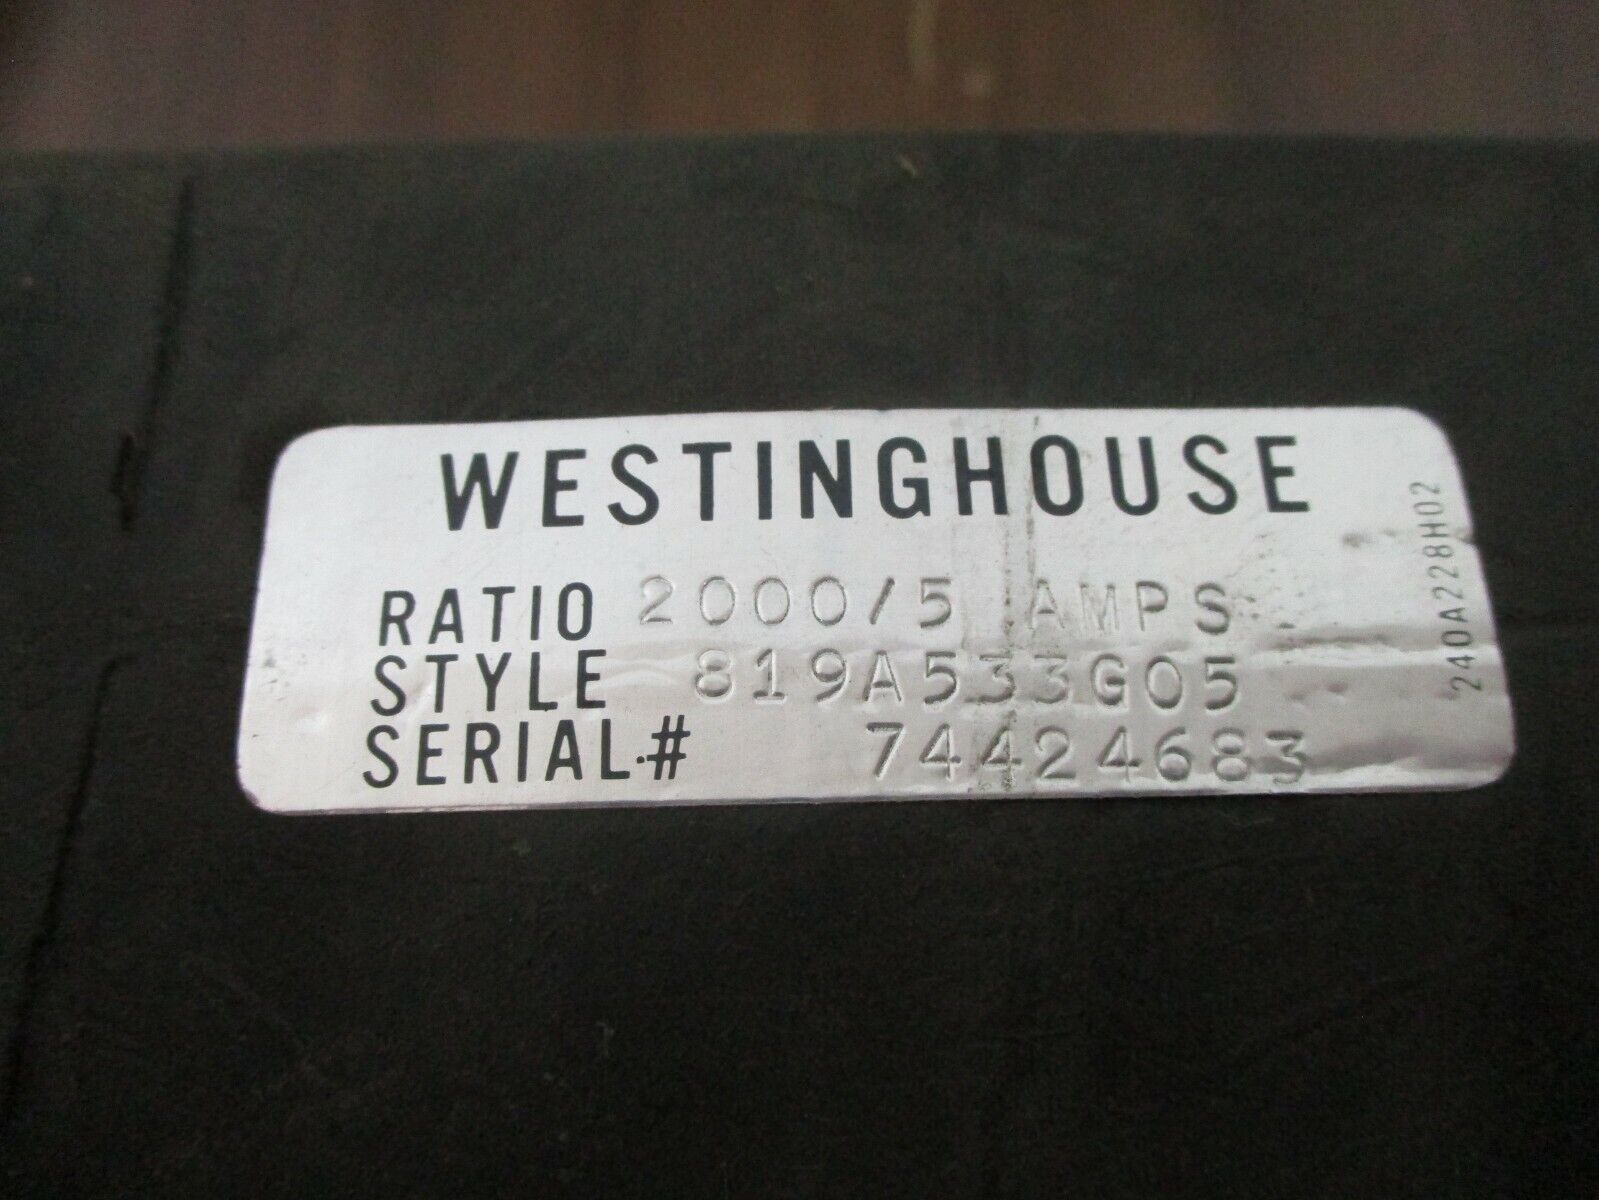 WESTINGHOUSE
RATIO 2000/5 AMPS
STYLE 819A533G05
SERIAL.# 74424683
240A228H02